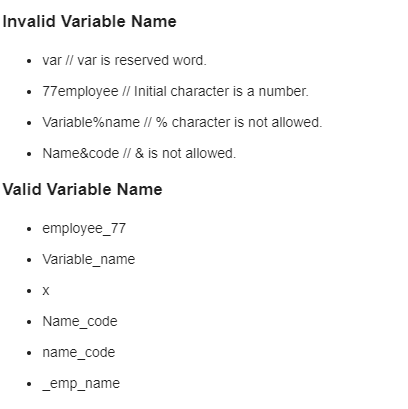 Invalid Variable Name
• var // var is reserved word.
• 77employee // Initial character is a number.
• Variable%name // % character is not allowed.
• Name&code // & is not allowed.
Valid Variable Name
• employee_77
• Variable_name
• x
• Name_code
• name_code
• _emp_name